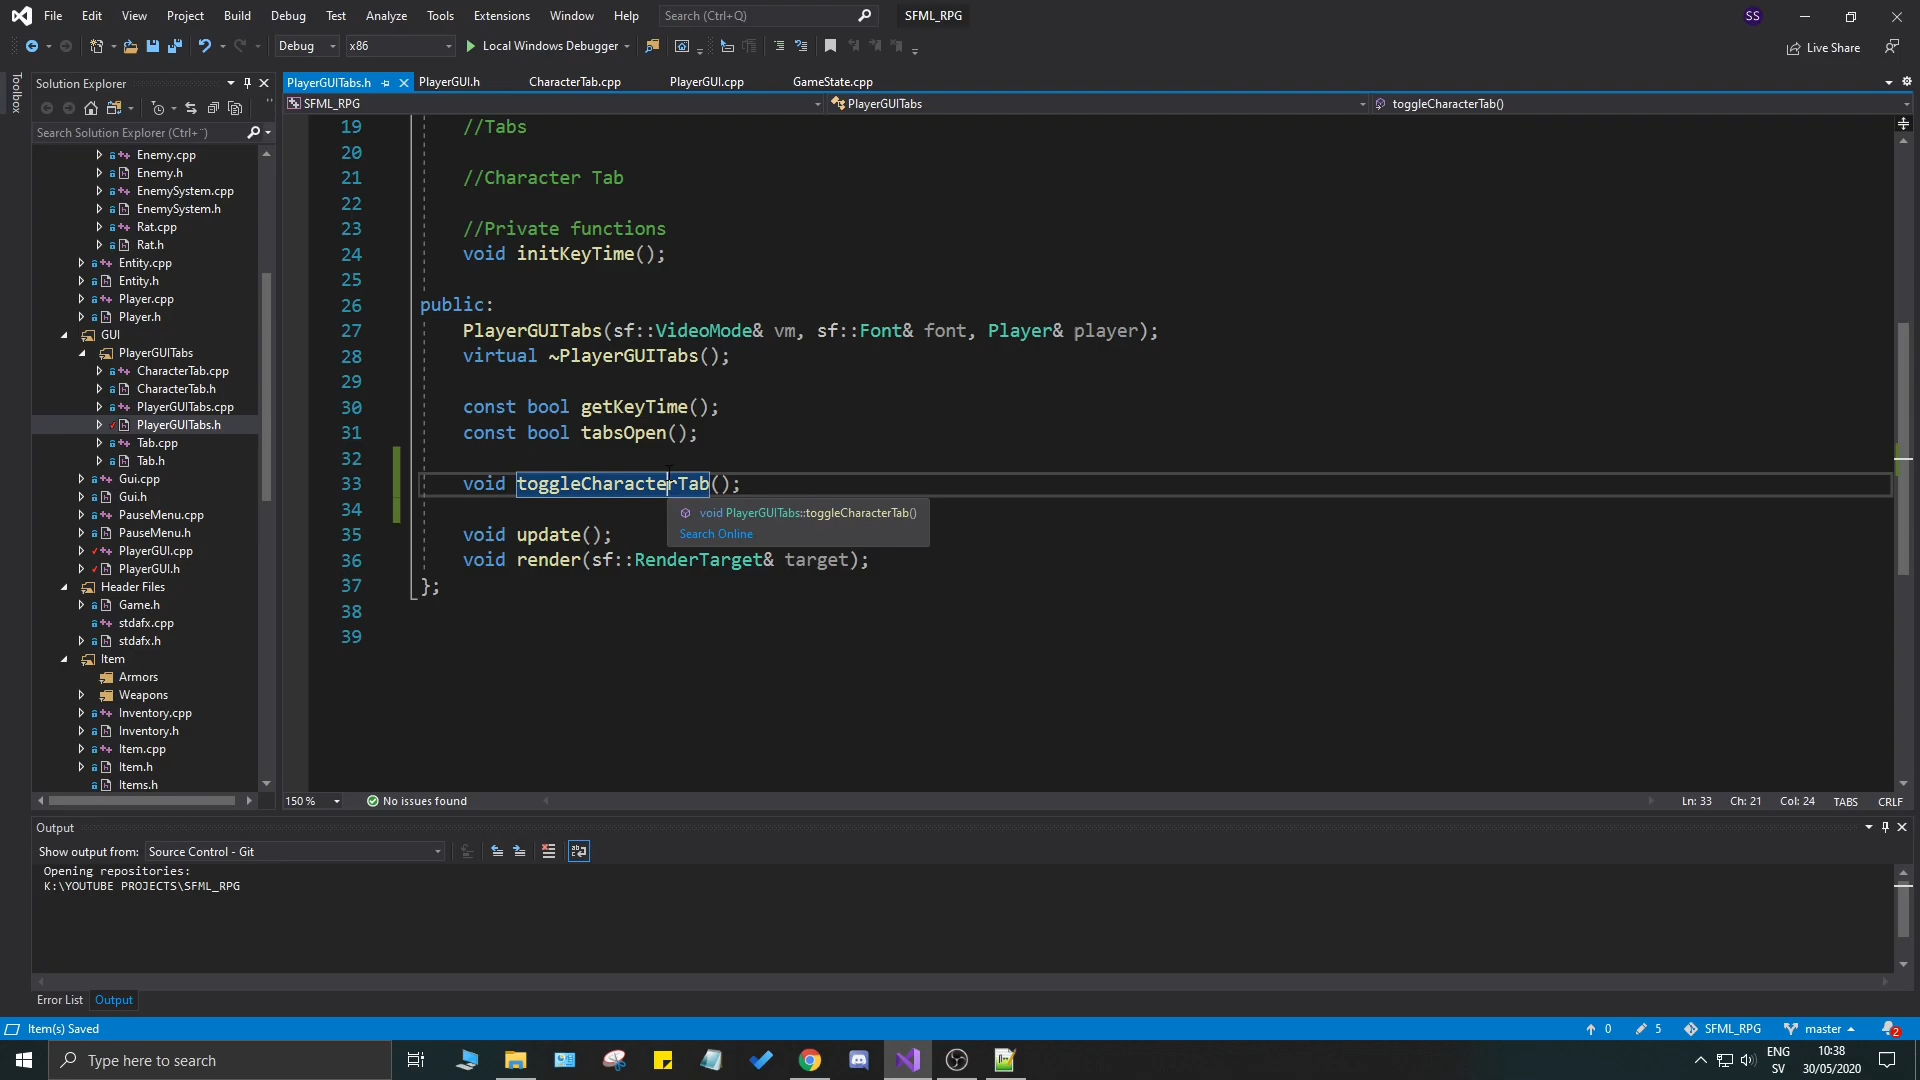 File Edit View Project Build Debug Test Analyze Tools Extensions Window Help Search (Ctrl+Q) SFML_RPG SS
Debug x86 Local Windows Debugger Live Share
Toolbox
Solution Explorer
Search Solution Explorer (Ctrl+¨)
Enemy.cpp
Enemy.h
EnemySystem.cpp
EnemySystem.h
Rat.cpp
Rat.h
Entity.cpp
Entity.h
Player.cpp
Player.h
GUI
PlayerGUITabs
CharacterTab.cpp
CharacterTab.h
PlayerGUITabs.cpp
PlayerGUITabs.h
Tab.cpp
Tab.h
Gui.cpp
Gui.h
PauseMenu.cpp
PauseMenu.h
PlayerGUI.cpp
PlayerGUI.h
Header Files
Game.h
stdafx.cpp
stdafx.h
Item
Armors
Weapons
Inventory.cpp
Inventory.h
Item.cpp
Item.h
Items.h
PlayerGUITabs.h PlayerGUI.h CharacterTab.cpp PlayerGUI.cpp GameState.cpp
SFML_RPG PlayerGUITabs toggleCharacterTab()
19 //Tabs
20
21 //Character Tab
22
23 //Private functions
24 void initKeyTime();
25
26 public:
27 PlayerGUITabs(sf::VideoMode& vm, sf::Font& font, Player& player);
28 virtual ~PlayerGUITabs();
29
30 const bool getKeyTime();
31 const bool tabsOpen();
32
33 void toggleCharacterTab();
34
void PlayerGUITabs::toggleCharacterTab()
Search Online
35 void update();
36 void render(sf::RenderTarget& target);
37 };
38
39
150 % No issues found Ln: 33 Ch: 21 Col: 24 TABS CRLF
Output
Show output from: Source Control - Git
Opening repositories:
K:\YOUTUBE PROJECTS\SFML_RPG
Error List Output
Item(s) Saved 0 5 SFML_RPG master 2
Type here to search ENG SV 10:38 30/05/2020